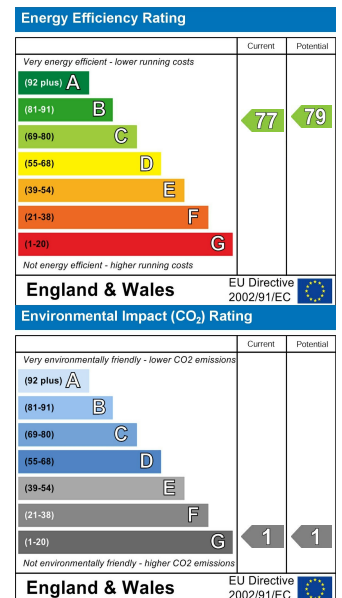 Energy Efficiency Rating
Current Potential
Very energy efficient - lower running costs
(92 plus) A
(81-91) B
(69-80) C
(55-68) D
(39-54) E
(21-38) F
(1-20) G
77 79
Not energy efficient - higher running costs
England & Wales
EU Directive
2002/91/EC
Environmental Impact (CO₂) Rating
Current Potential
Very environmentally friendly - lower CO2 emissions
(92 plus) A
(81-91) B
(69-80) C
(55-68) D
(39-54) E
(21-38) F
(1-20) G
1 1
Not environmentally friendly - higher CO2 emissions
England & Wales
EU Directive
2002/91/EC